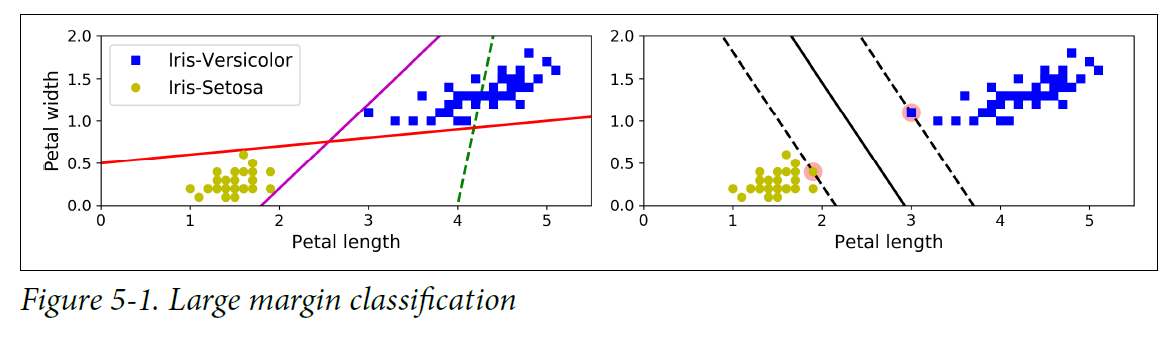 2.0
1.5
1.0
0.5
0.0
Petal width
Iris-Versicolor
Iris-Setosa
0 1 2 3 4 5
Petal length
2.0
1.5
1.0
0.5
0.0
0 1 2 3 4 5
Petal length
Figure 5-1. Large margin classification